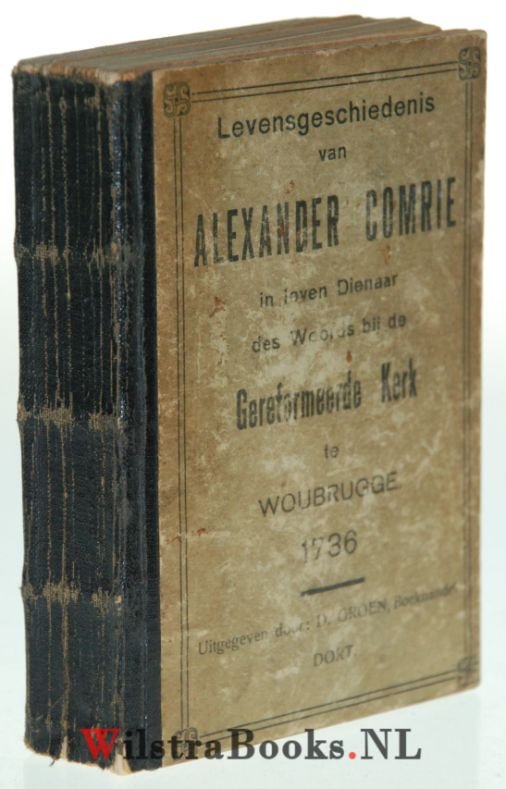 Levensgeschiedenis
van
ALEXANDER COMRIE
in leven Dienaar
des Woords bij de
Gereformeerde Kerk
te
WOUBRUGGE.
1736
Uitgegeven door: D. GROEN, Boekhandel
DORT.
WilstraBooks.NL